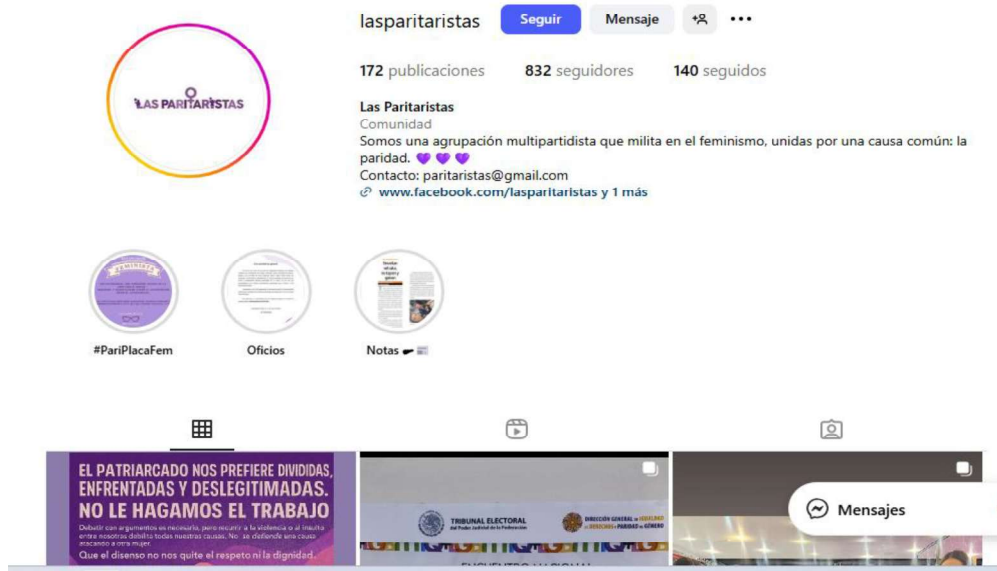 lasparitaristas
Seguir
Mensaje
172 publicaciones
832 seguidores
140 seguidos
LAS PARITARISTAS
Las Paritaristas
Comunidad
Somos una agrupación multipartidista que milita en el feminismo, unidas por una causa común: la
paridad. 💜 💜 💜
Contacto: paritaristas@gmail.com
www.facebook.com/lasparitaristas y 1 más
FEMINISTA
#PariPlacaFem
Oficios
Notas
EL PATRIARCADO NOS PREFIERE DIVIDIDAS,
ENFRENTADAS Y DESLEGITIMADAS.
NO LE HAGAMOS EL TRABAJO
Debatir con argumentos es necesario, pero recurrir a la violencia o al insulto
entre nosotras debilita todas nuestras causas. No se defiende una causa
atacando a otra mujer.
Que el disenso no nos quite el respeto ni la dignidad.
TRIBUNAL ELECTORAL
del Poder Judicial de la Federación
DIRECCIÓN GENERAL de IGUALDAD
de DERECHOS y PARIDAD de GÉNERO
ENCUENTRO NACIONAL
Mensajes